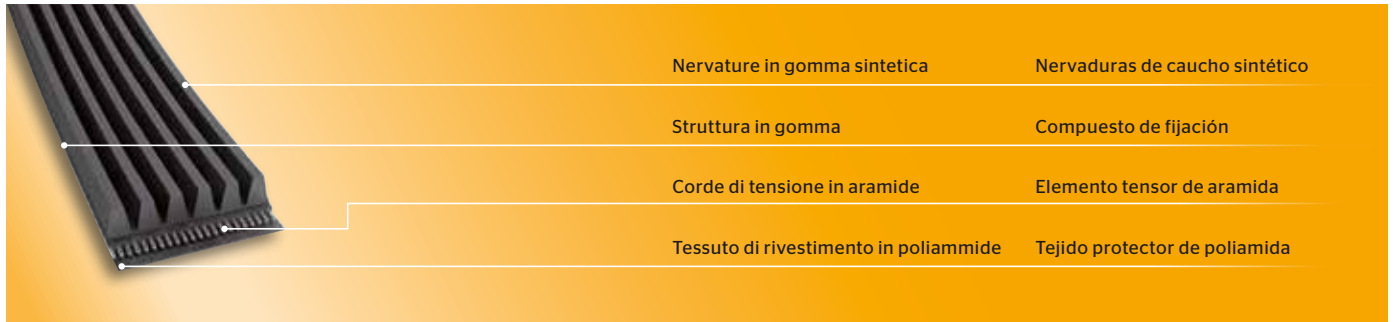 Nervature in gomma sintetica Nervaduras de caucho sintético
Struttura in gomma Compuesto de fijación
Corde di tensione in aramide Elemento tensor de aramida
Tessuto di rivestimento in poliammide Tejido protector de poliamida